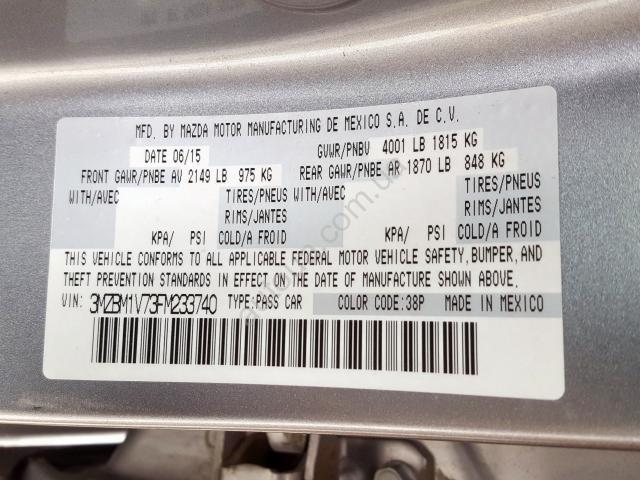 MFD. BY MAZDA MOTOR MANUFACTURING DE MEXICO S.A. DE C.V.
DATE 06/15 GVWR/PNBV 4001 LB 1815 KG
FRONT GAWR/PNBE AV 2149 LB 975 KG REAR GAWR/PNBE AR 1870 LB 848 KG
WITH/AVEC TIRES/PNEUS WITH/AVEC TIRES/PNEUS
RIMS/JANTES RIMS/JANTES
KPA/ PSI COLD/A FROID KPA/ PSI COLD/A FROID
THIS VEHICLE CONFORMS TO ALL APPLICABLE FEDERAL MOTOR VEHICLE SAFETY, BUMPER, AND
THEFT PREVENTION STANDARDS IN EFFECT ON THE DATE OF MANUFACTURE SHOWN ABOVE.
VIN: 3MZBM1V73FM233740 TYPE:PASS CAR COLOR CODE:38P MADE IN MEXICO